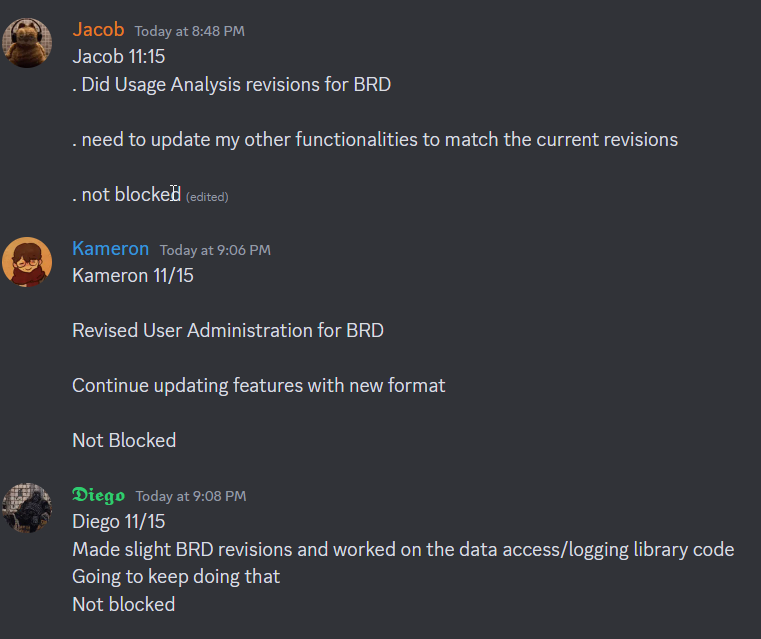 Jacob Today at 8:48 PM
Jacob 11:15
. Did Usage Analysis revisions for BRD
. need to update my other functionalities to match the current revisions
. not blocked (edited)
Kameron Today at 9:06 PM
Kameron 11/15
Revised User Administration for BRD
Continue updating features with new format
Not Blocked
𝕯𝖎𝖊𝖌𝖔 Today at 9:08 PM
Diego 11/15
Made slight BRD revisions and worked on the data access/logging library code
Going to keep doing that
Not blocked